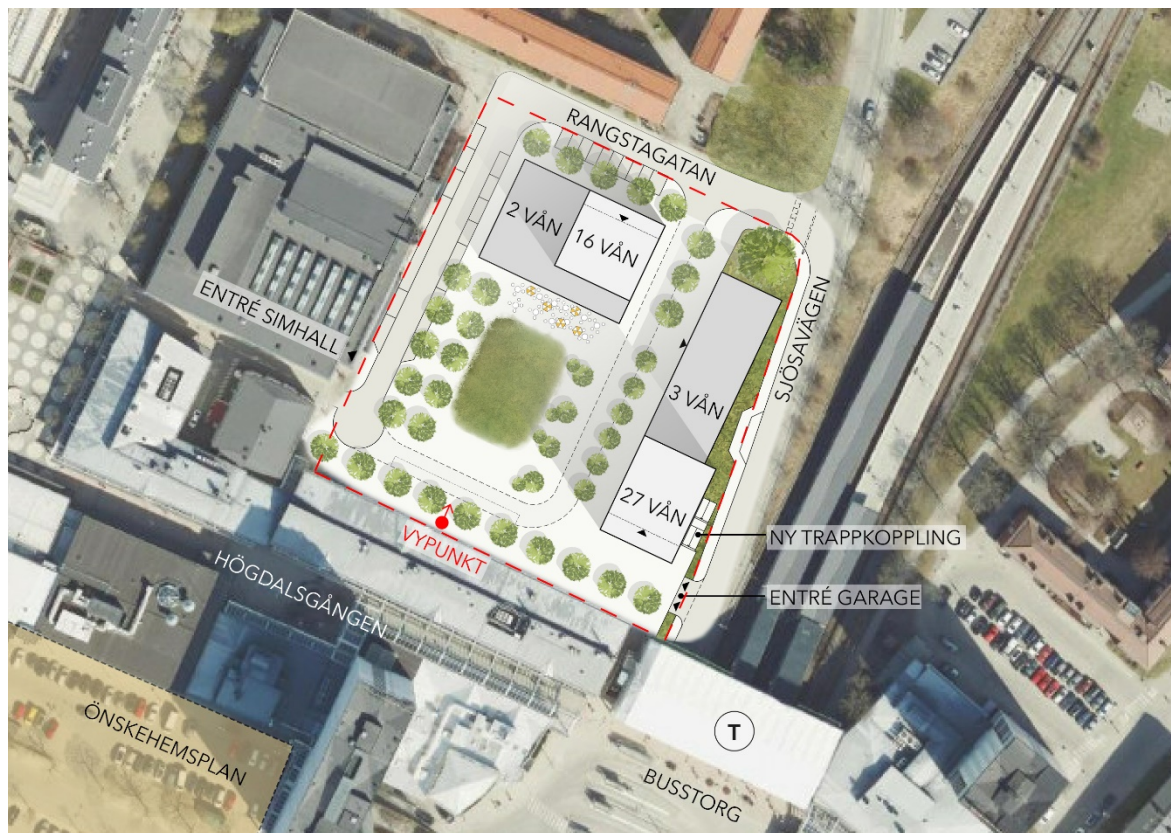 RANGSTAGATAN
2 VÅN
16 VÅN
ENTRÉ SIMHALL
SJÖSAVÄGEN
3 VÅN
27 VÅN
VYPUNKT
NY TRAPPKOPPLING
HÖGDALSGÅNGEN
ENTRÉ GARAGE
ÖNSKEHEMSPLAN
T
BUSSTORG